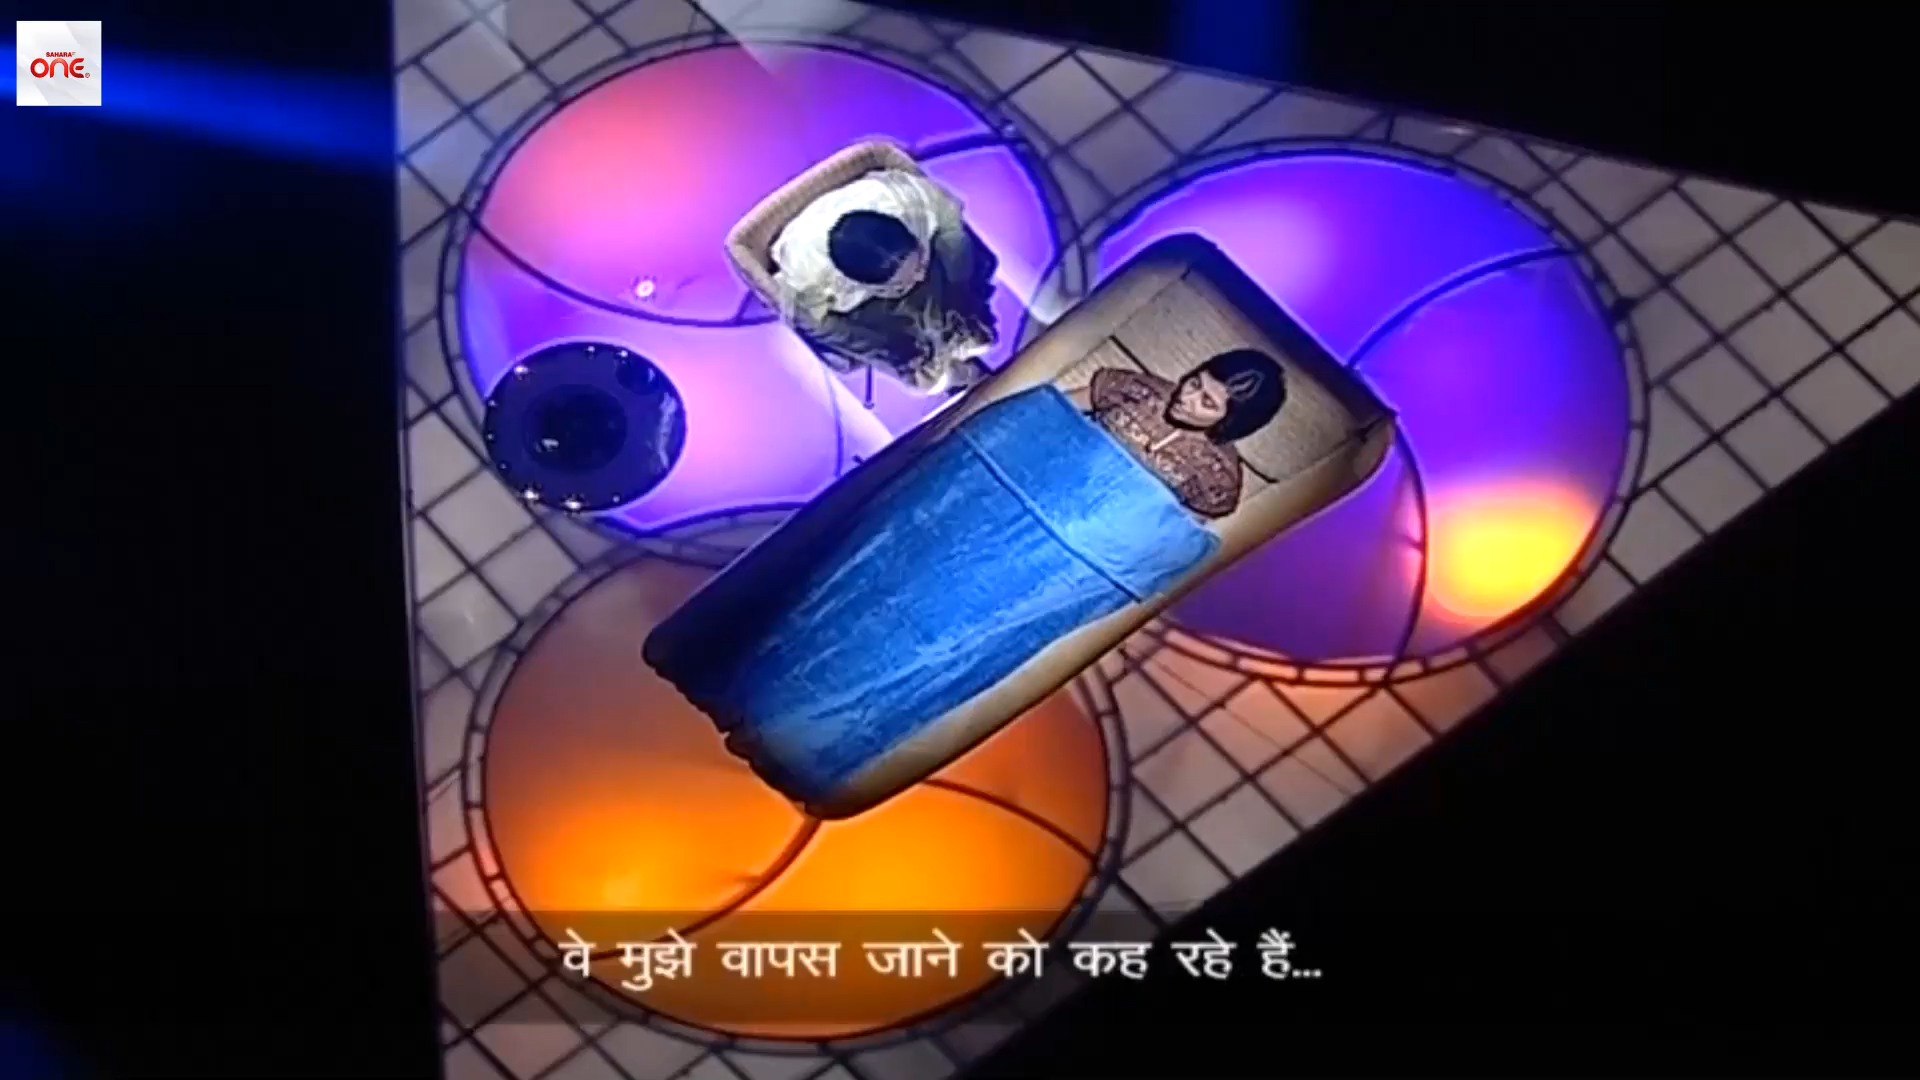 SAHARA
ONE
वे मुझे वापस जाने को कह रहे हैं...